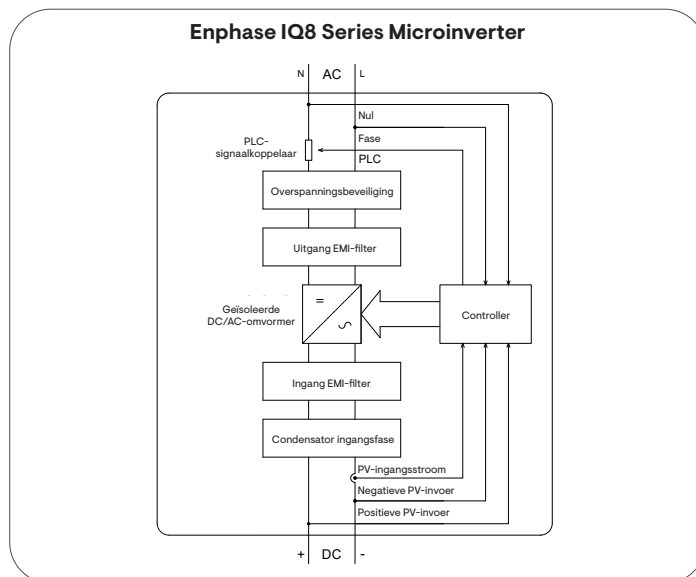 Enphase IQ8 Series Microinverter
N AC L
Nul
Fase
PLC-
signaalkoppelaar
PLC
Overspanningsbeveiliging
Uitgang EMI-filter
=
Geïsoleerde
DC/AC-omvormer
Controller
Ingang EMI-filter
Condensator ingangsfase
PV-ingangsstroom
Negatieve PV-invoer
Positieve PV-invoer
+ DC -